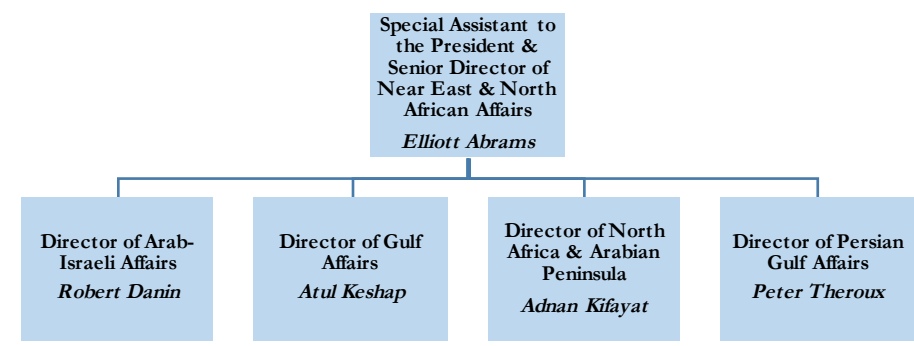 Special Assistant to
the President &
Senior Director of
Near East & North
African Affairs
Elliott Abrams
Director of Arab-
Israeli Affairs
Robert Danin
Director of Gulf
Affairs
Atul Keshap
Director of North
Africa & Arabian
Peninsula
Adnan Kifayat
Director of Persian
Gulf Affairs
Peter Theroux